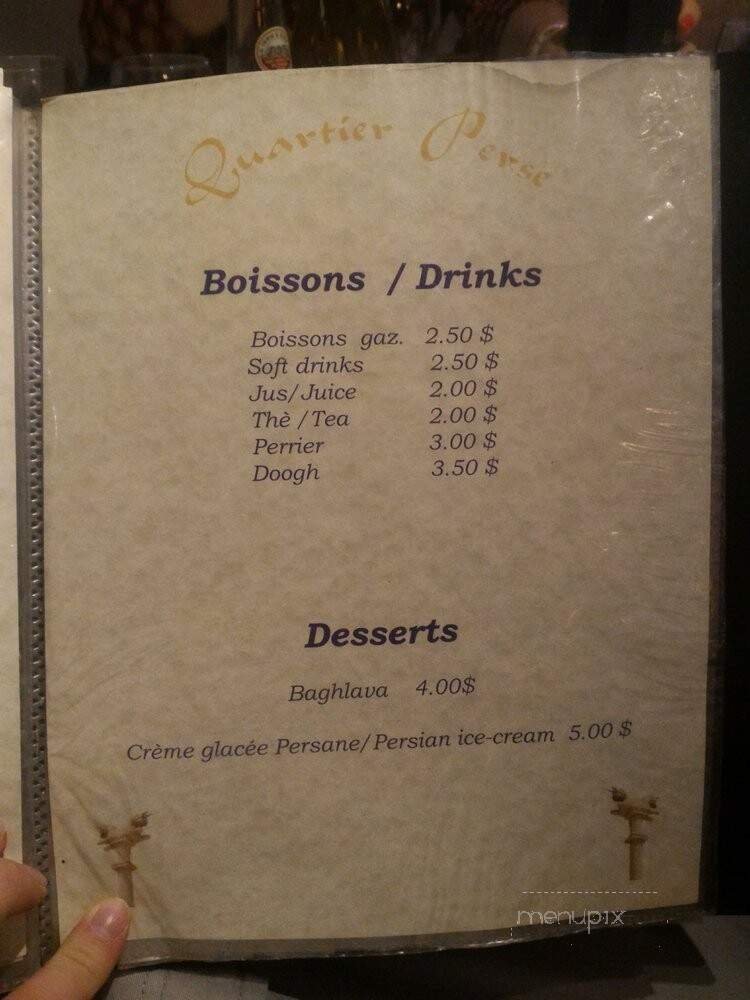 Quartier Perse
Boissons / Drinks
Boissons gaz. 2.50 $
Soft drinks 2.50 $
Jus/Juice 2.00 $
Thè / Tea 2.00 $
Perrier 3.00 $
Doogh 3.50 $
Desserts
Baghlava 4.00$
Crème glacée Persane/Persian ice-cream 5.00 $
menupix